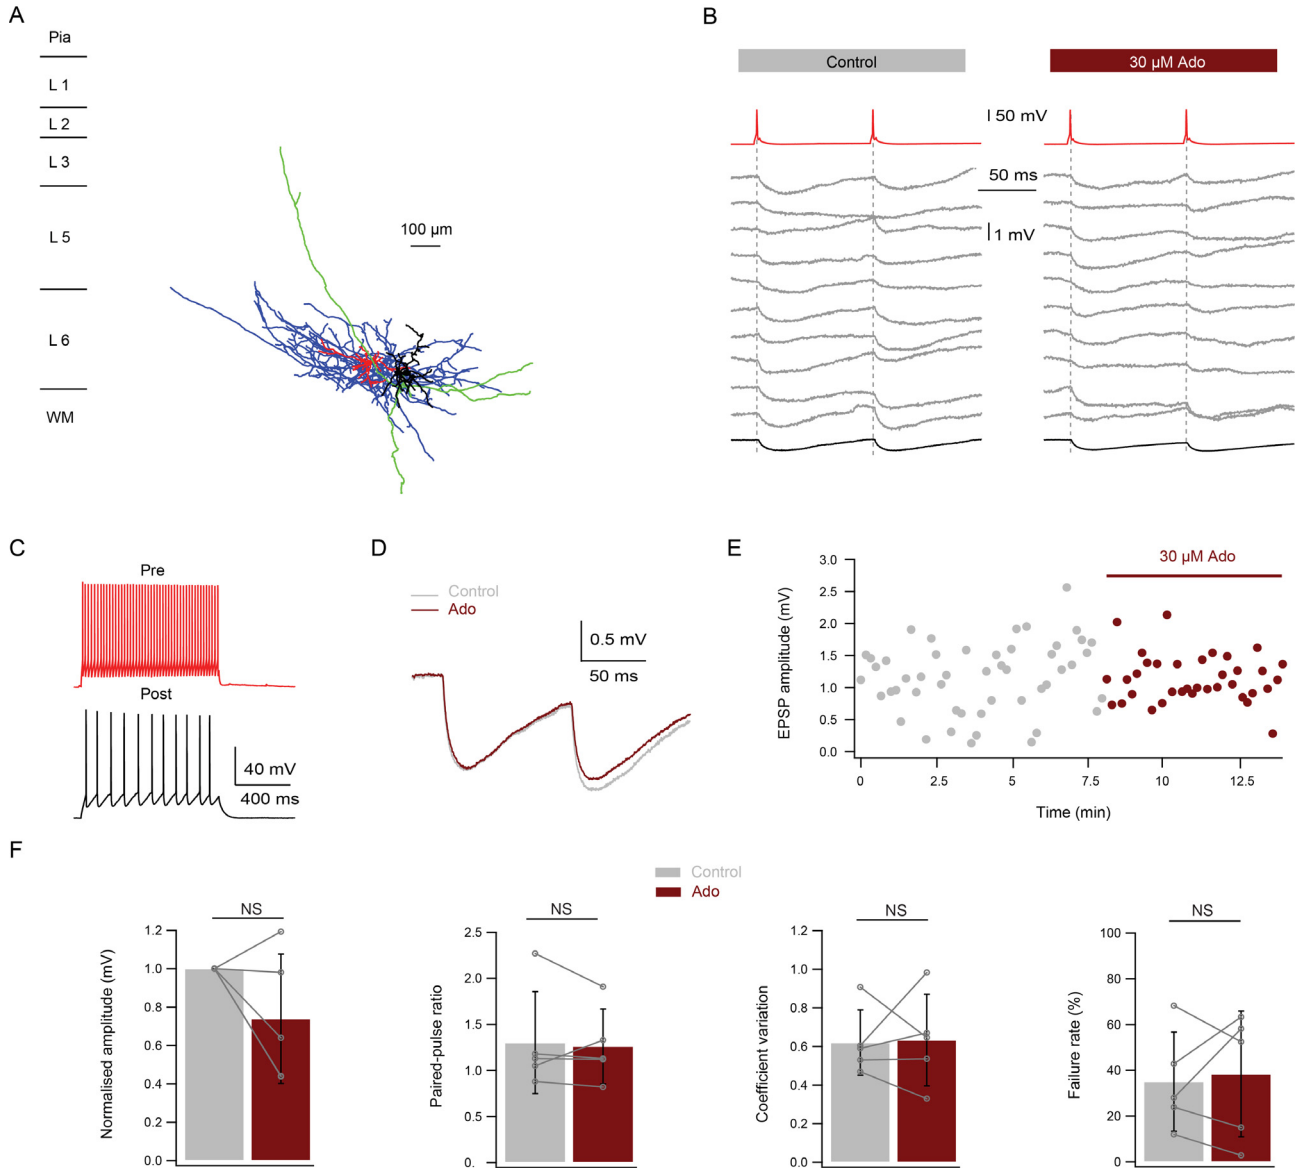 A
Pia
L 1
L 2
L 3
L 5
L 6
WM
100 µm
B
Control
30 µM Ado
50 mV
50 ms
1 mV
C
Pre
Post
40 mV
400 ms
D
Control
Ado
0.5 mV
50 ms
E
30 µM Ado
EPSP amplitude (mV)
3.0
2.5
2.0
1.5
1.0
0.5
0.0
0
2.5
5
7.5
10
12.5
Time (min)
F
Control
Ado
NS
Normalised amplitude (mV)
1.2
1.0
0.8
0.6
0.4
0.2
0.0
NS
Paired-pulse ratio
2.5
2.0
1.5
1.0
0.5
0.
NS
Coefficient variation
1.2
1.0
0.8
0.6
0.4
0.2
0.0
NS
Failure rate (%)
100
80
60
40
20
0